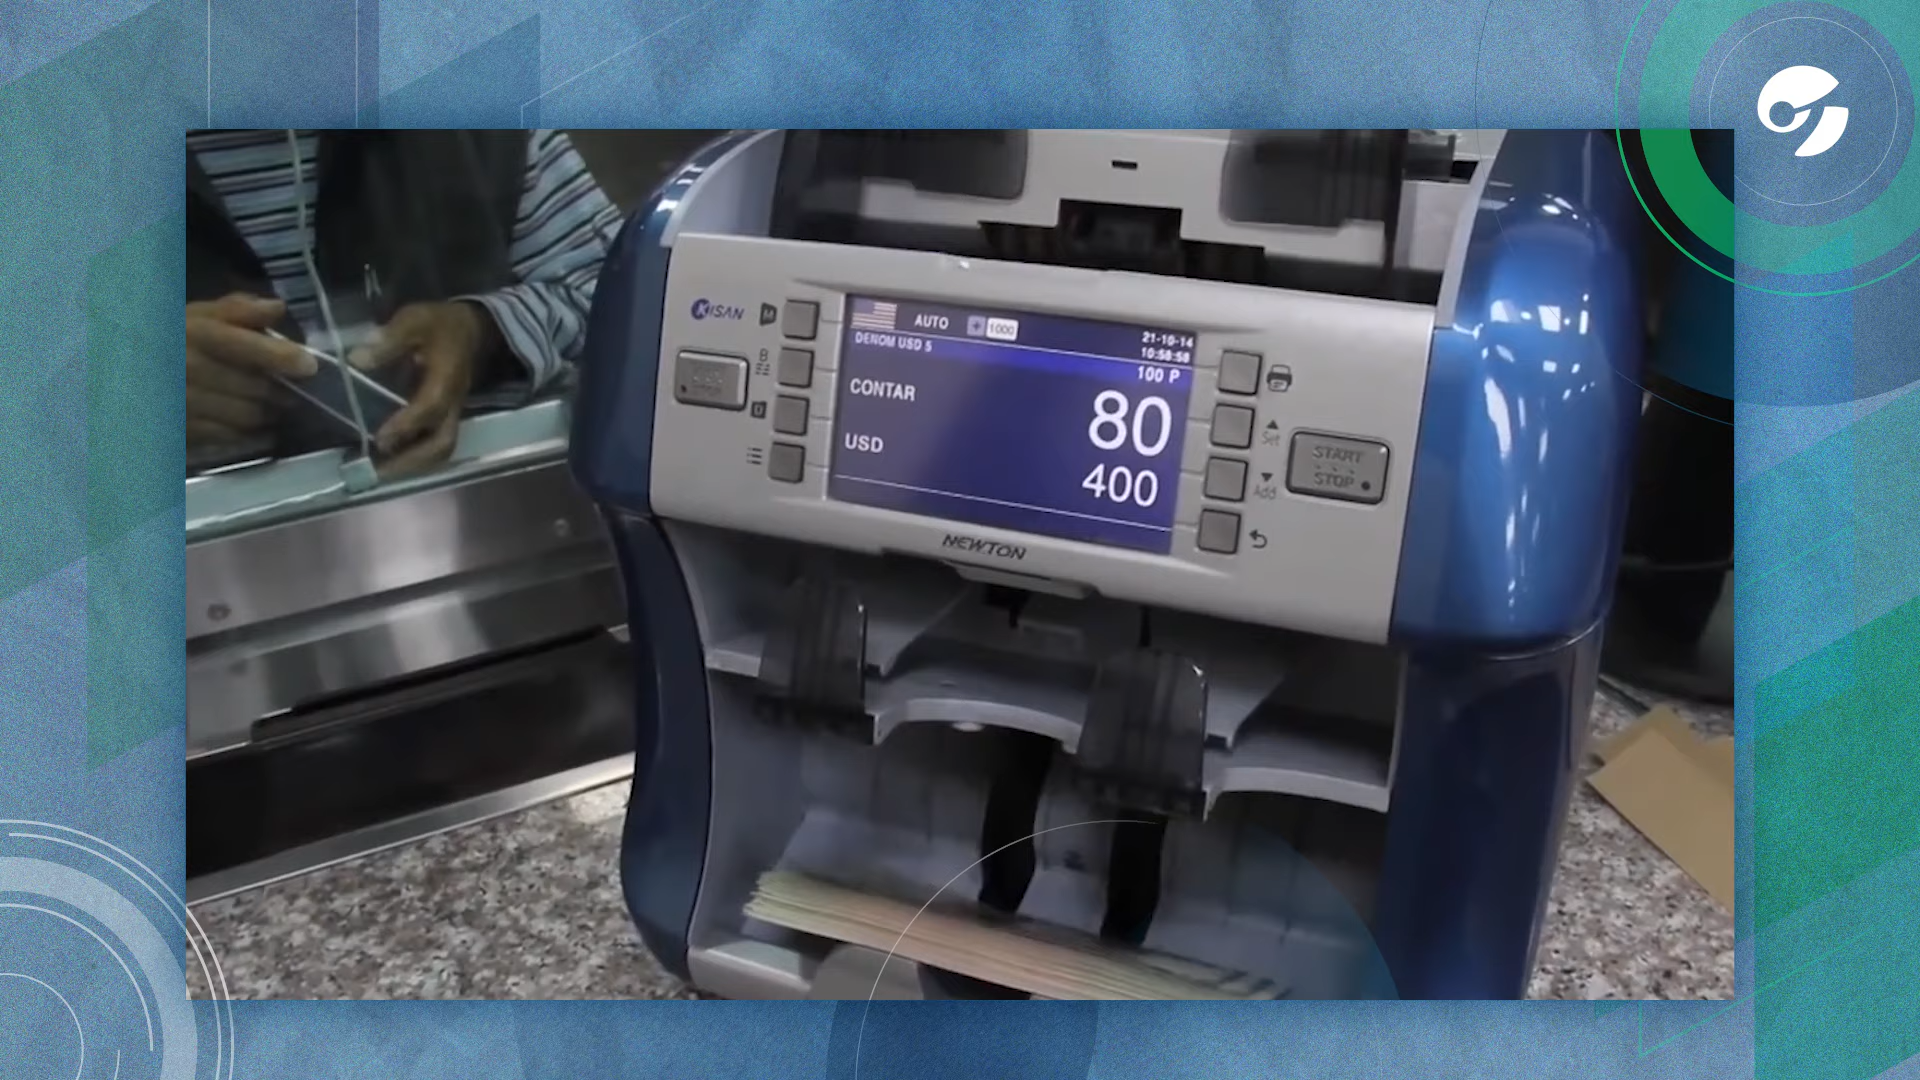 KISAN
M
B
D
AUTO
+ 1000
21-10-14
10:58:58
DENOM USD 5
100 P
CONTAR
80
USD
400
Set
Add
START
STOP
NEWTON